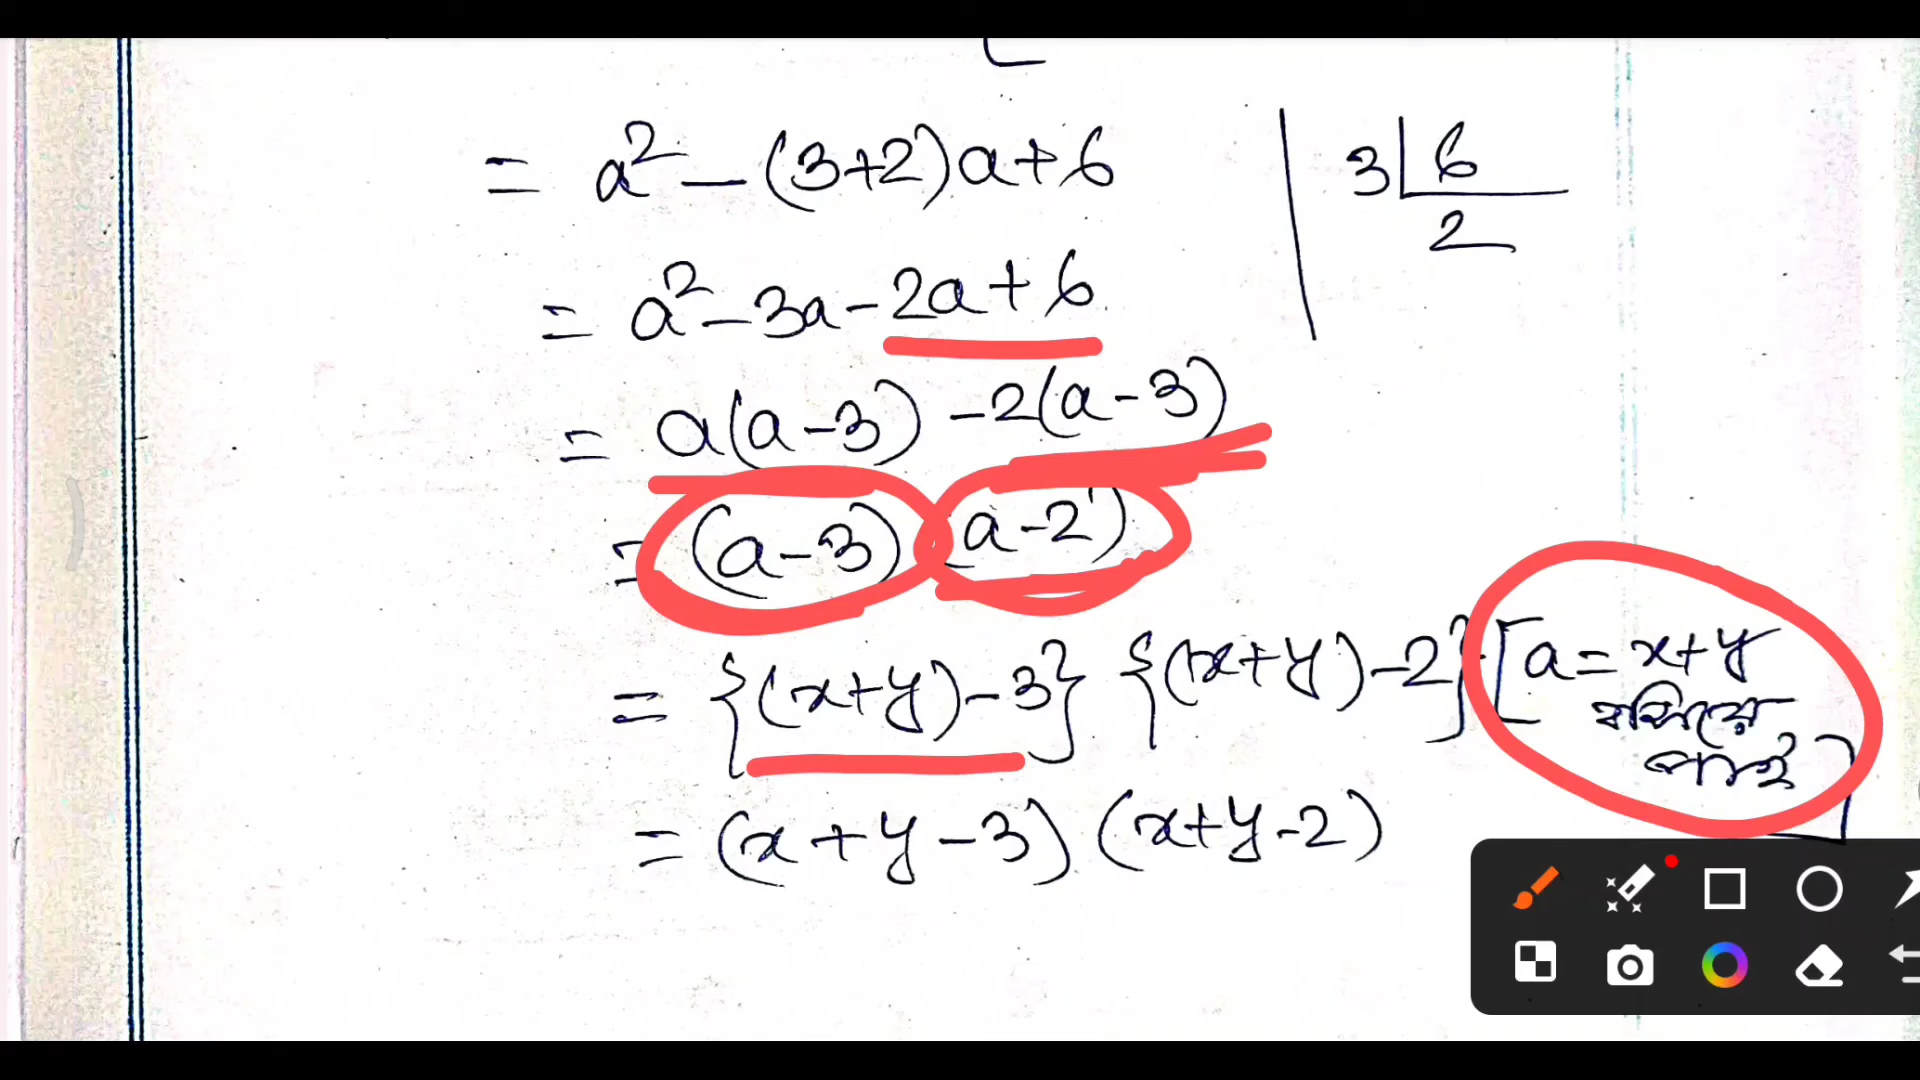 = a² - (3+2)a+6
3 6
2
= a² - 3a - 2a + 6
= a(a-3) -2(a-3)
= (a-3) (a-2)
= {(x+y)-3} {(x+y)-2} [a=x+y
বসিয়ে
পাই]
= (x+y-3) (x+y-2)